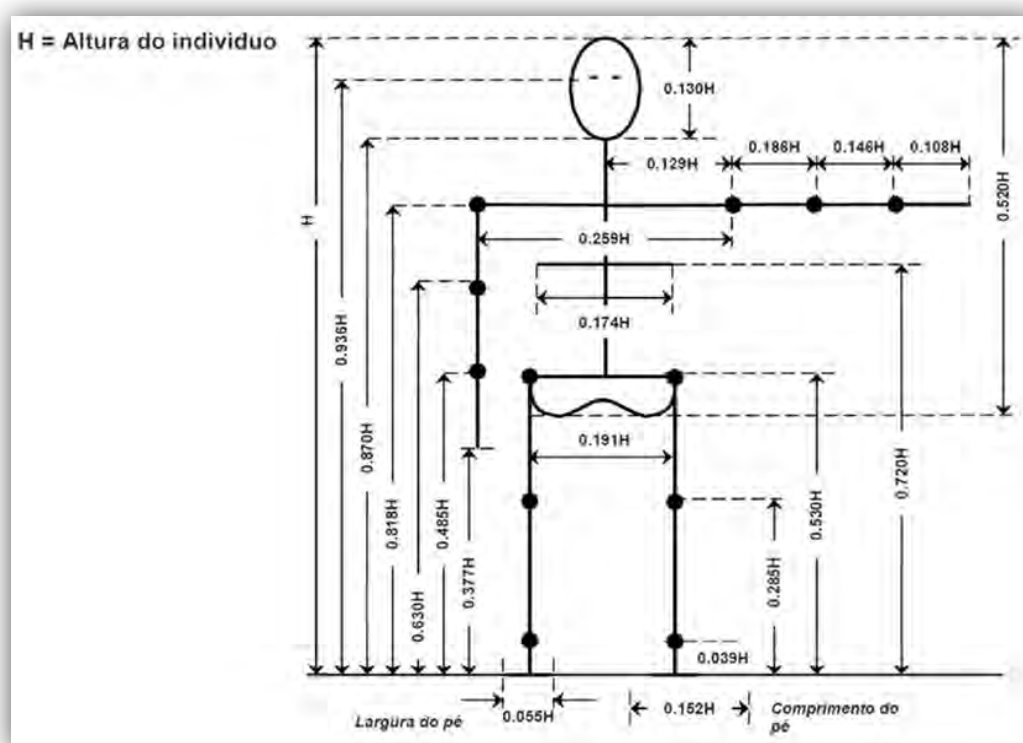 H = Altura do individuo
0.130H
0.186H
0.146H
0.108H
0.129H
0.520H
H
0.259H
0.936H
0.174H
0.870H
0.191H
0.720H
0.818H
0.485H
0.530H
0.630H
0.377H
0.285H
0.039H
Largura do pé
0.055H
0.152H
Comprimento do
pé